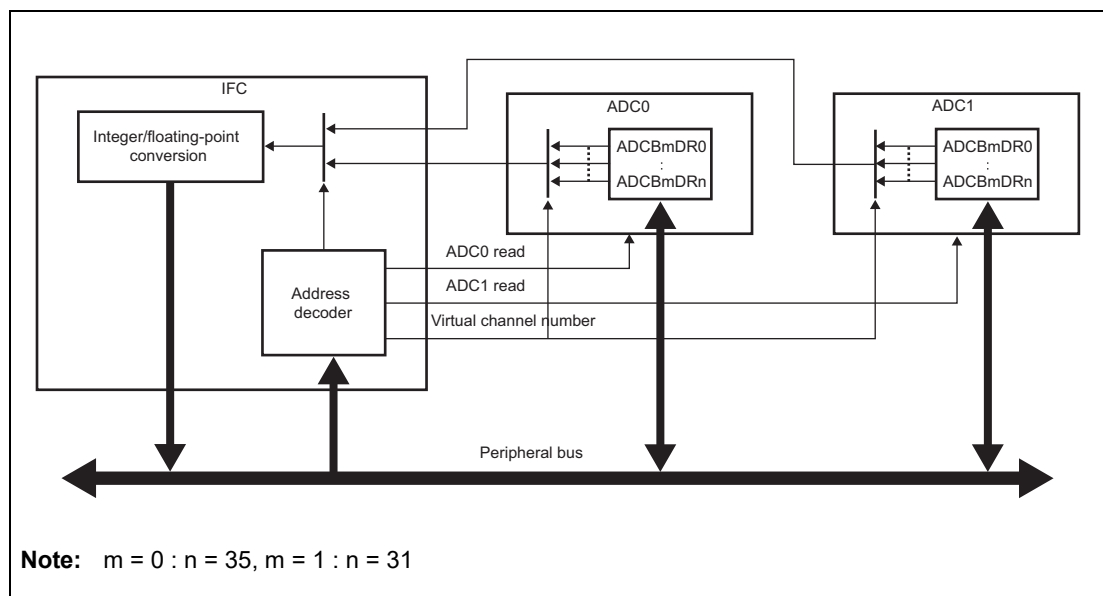 IFC
Integer/floating-point
conversion
Address
decoder
ADC0
ADCBmDR0
:
ADCBmDRn
ADC1
ADCBmDR0
:
ADCBmDRn
ADC0 read
ADC1 read
Virtual channel number
Peripheral bus
Note: m = 0 : n = 35, m = 1 : n = 31